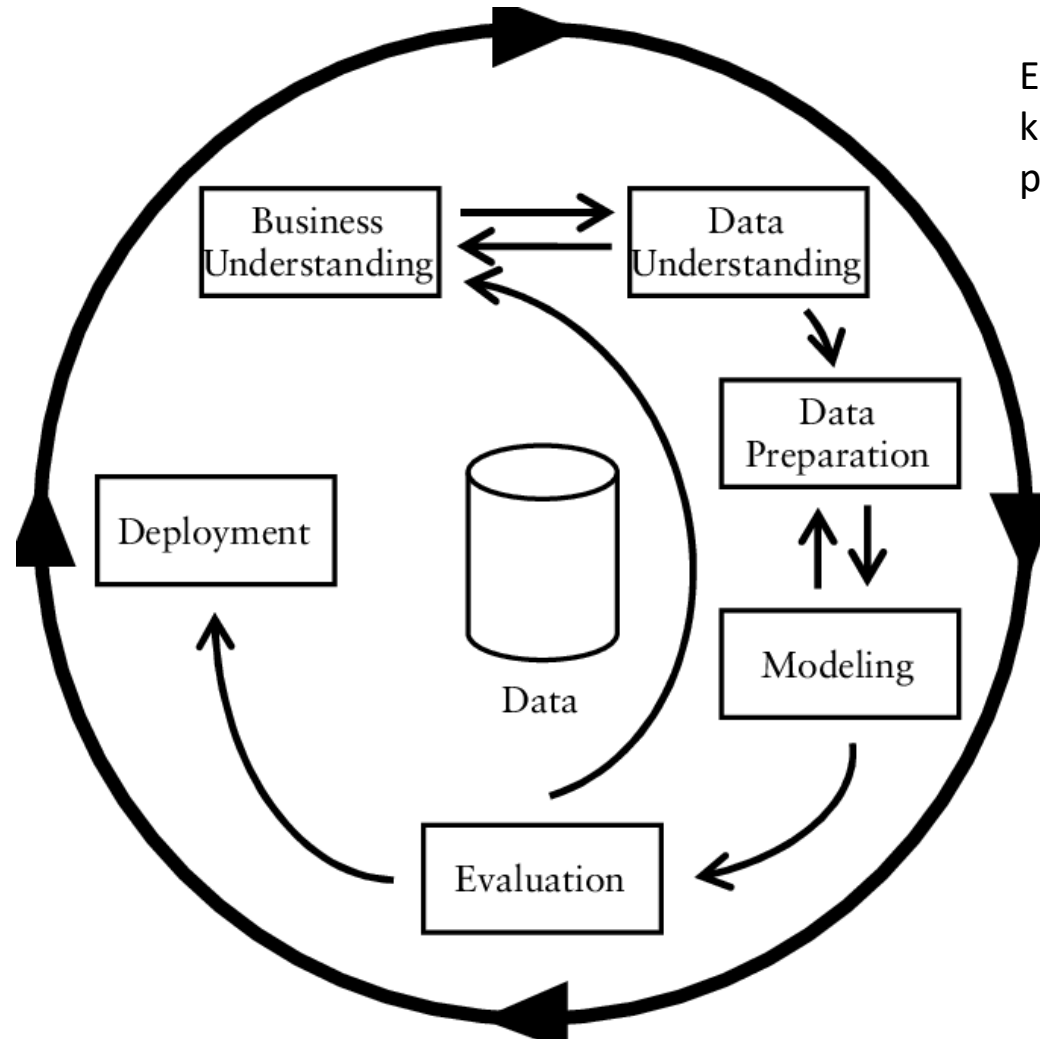 Business
Understanding
Data
Understanding
Data
Preparation
Deployment
Modeling
Data
Evaluation